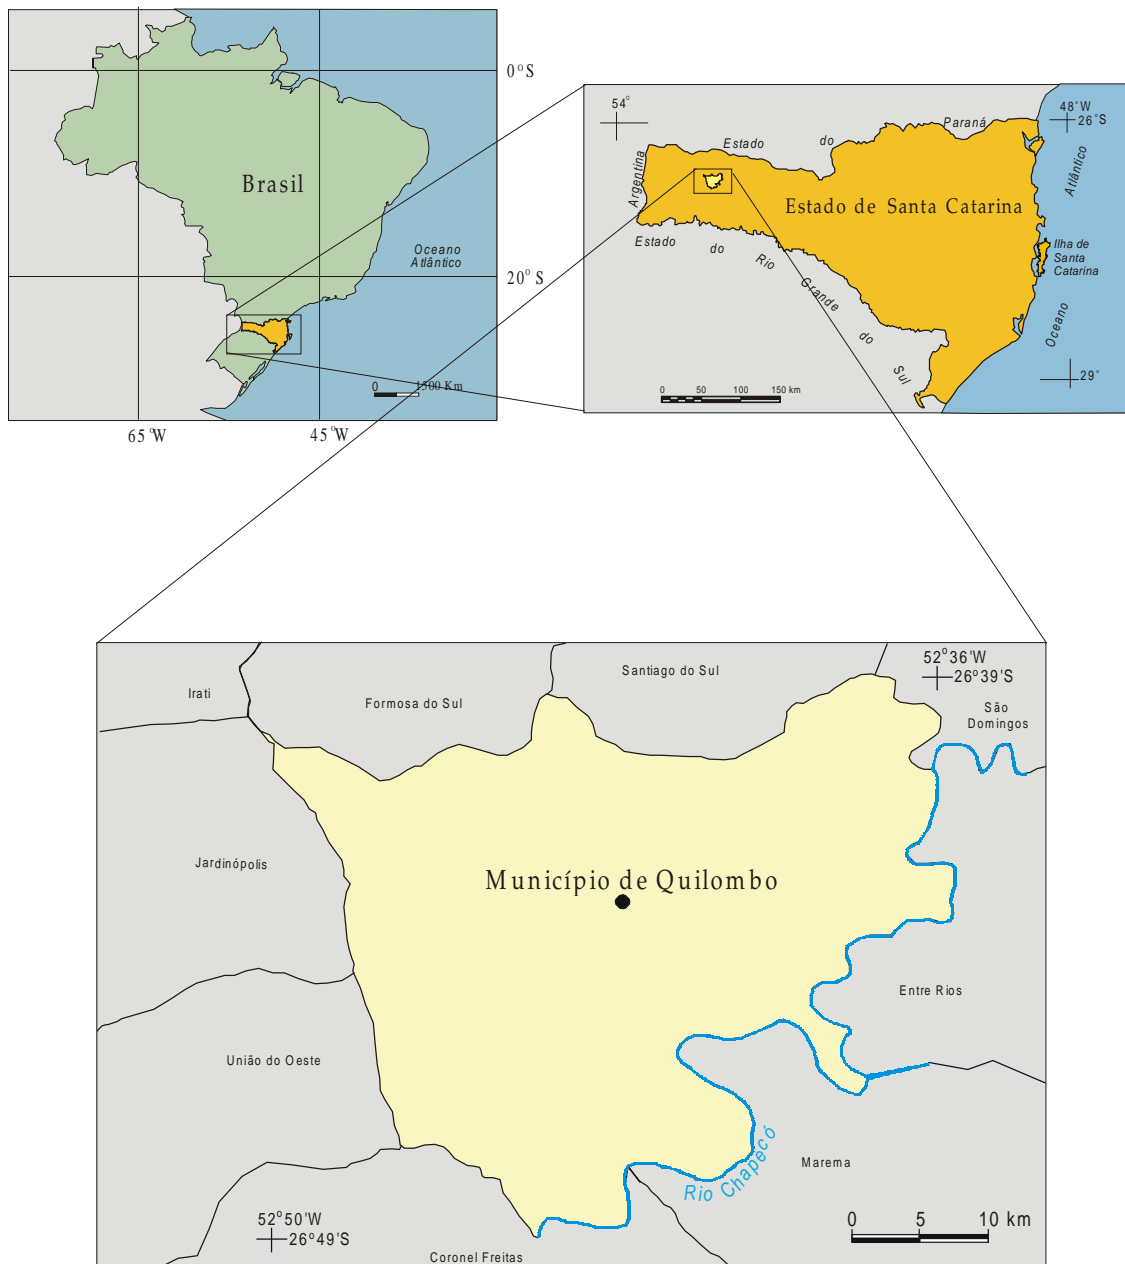 0°S
Brasil
Oceano
Atlântico
20°S
0
1500 Km
65°W
45°W
54°
48°W
26°S
Estado do Paraná
Argentina
Atlântico
Estado de Santa Catarina
Estado do Rio Grande do Sul
Ilha de
Santa
Catarina
Oceano
29°
0 50 100 150 km
52°36'W
26°39'S
Santiago do Sul
Irati
Formosa do Sul
São
Domingos
Jardinópolis
Município de Quilombo
Entre Rios
União do Oeste
Rio Chapecó
Marema
52°50'W
26°49'S
0 5 10 km
Coronel Freitas